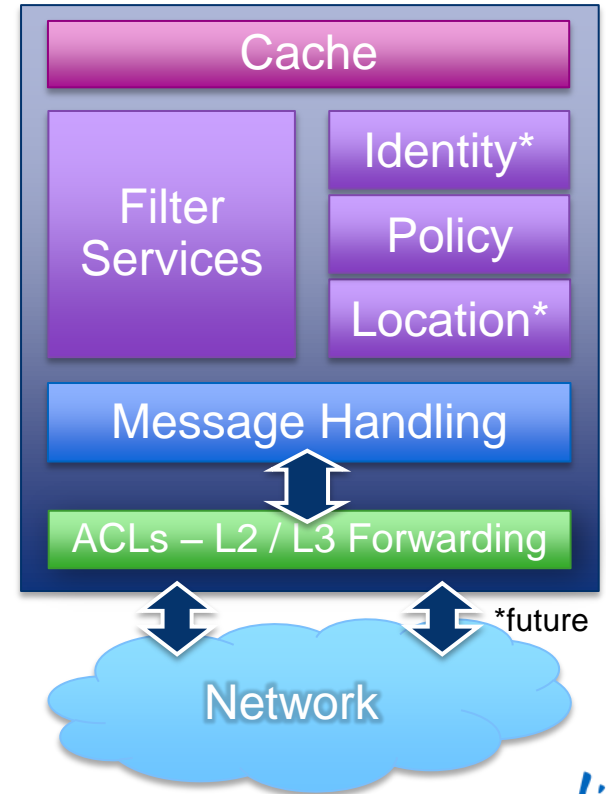 Cache
Filter
Services
Identity*
Policy
Location*
Message Handling
ACLs – L2 / L3 Forwarding
*future
Network